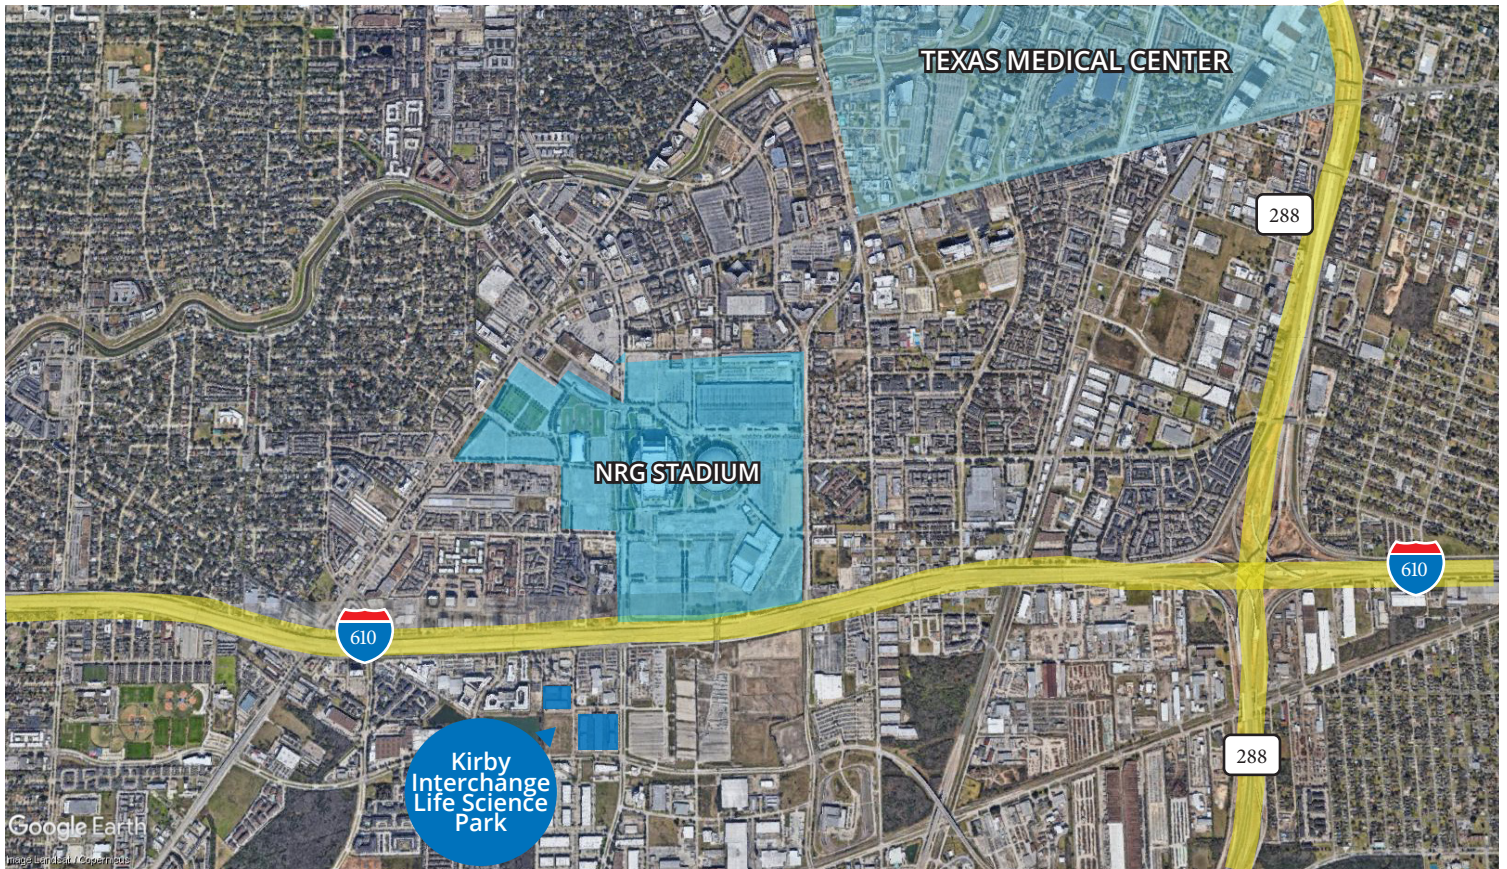 TEXAS MEDICAL CENTER
288
NRG STADIUM
610
610
288
Kirby
Interchange
Life Science
Park
Google Earth
Image Landsat / Copernicus